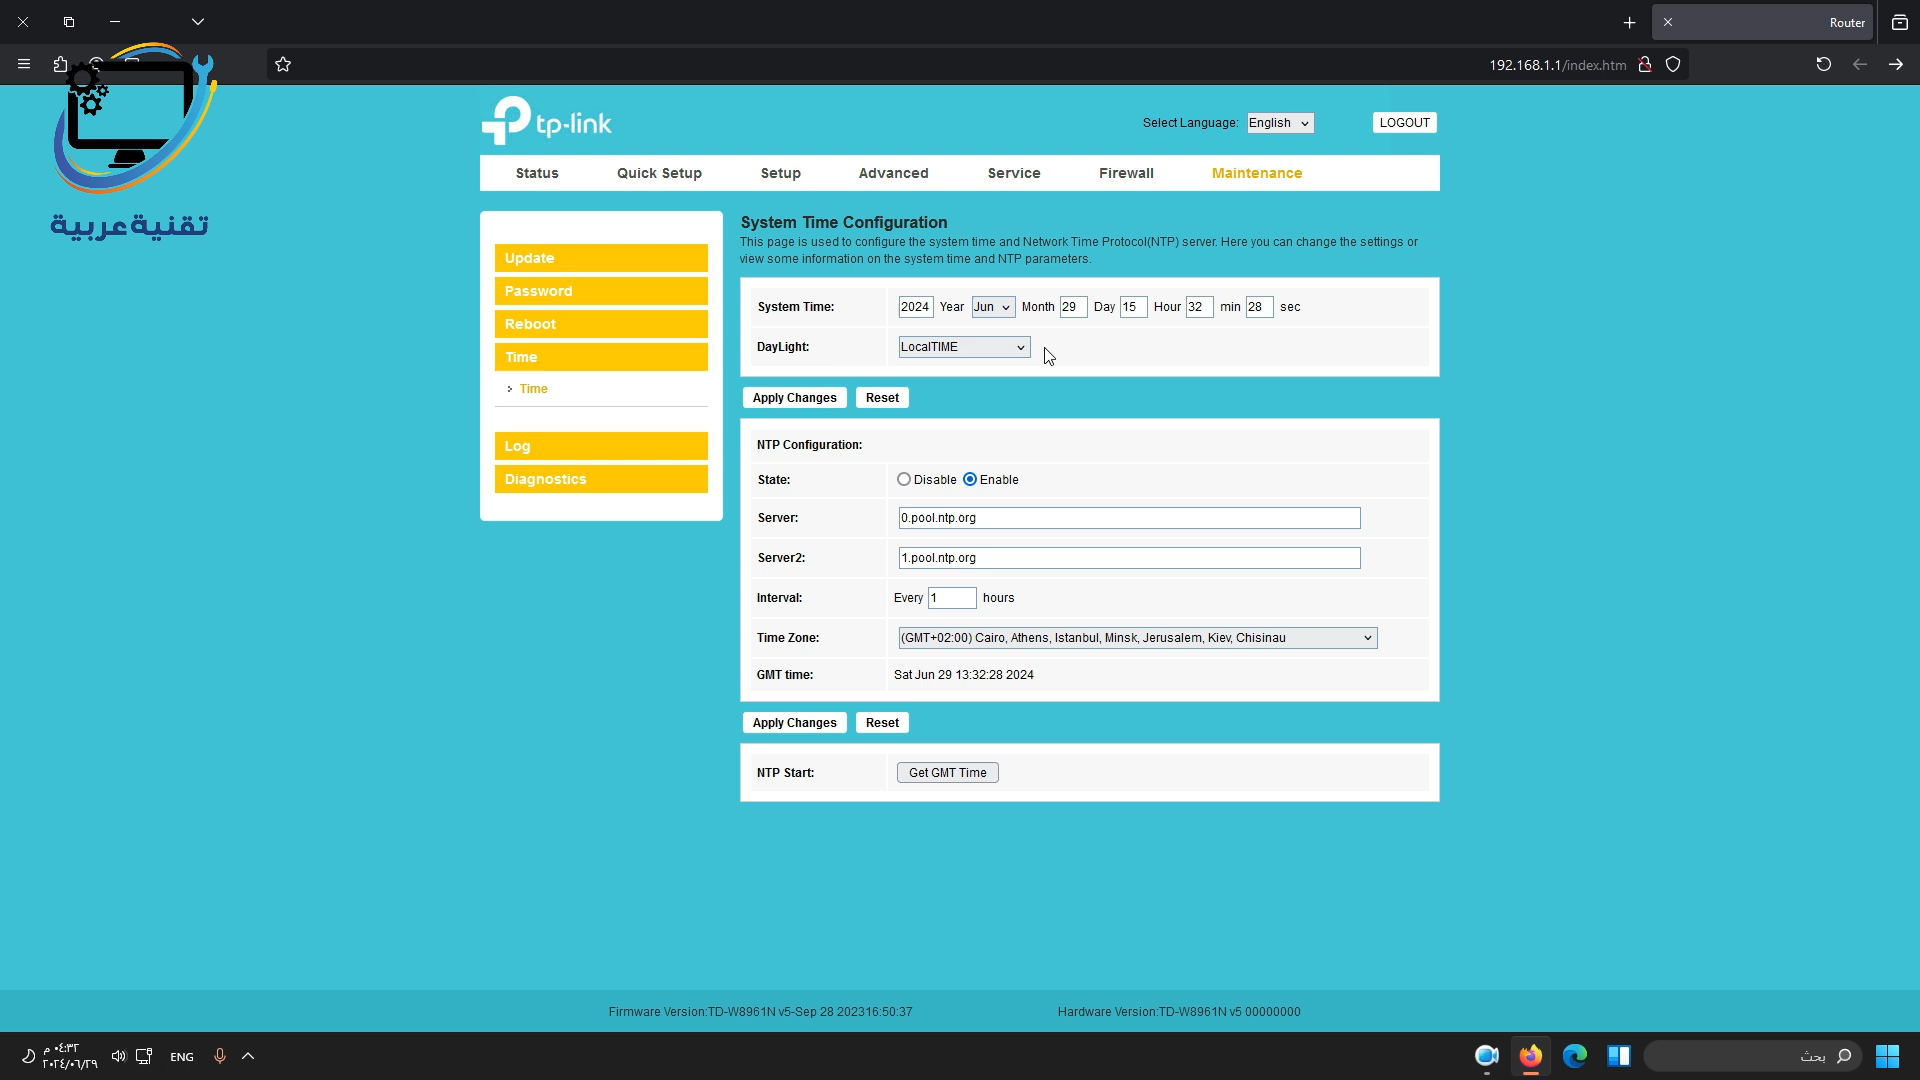 Router
192.168.1.1/index.htm
تقنية عربية
tp-link
Select Language: English
LOGOUT
Status Quick Setup Setup Advanced Service Firewall Maintenance
Update
Password
Reboot
Time
Time
Log
Diagnostics
System Time Configuration
This page is used to configure the system time and Network Time Protocol(NTP) server. Here you can change the settings or
view some information on the system time and NTP parameters.
System Time: 2024 Year Jun Month 29 Day 15 Hour 32 min 28 sec
DayLight: LocalTIME
Apply Changes Reset
NTP Configuration:
State: Disable Enable
Server: 0.pool.ntp.org
Server2: 1.pool.ntp.org
Interval: Every 1 hours
Time Zone: (GMT+02:00) Cairo, Athens, Istanbul, Minsk, Jerusalem, Kiev, Chisinau
GMT time: Sat Jun 29 13:32:28 2024
Apply Changes Reset
NTP Start: Get GMT Time
Firmware Version:TD-W8961N v5-Sep 28 202316:50:37 Hardware Version:TD-W8961N v5 00000000
٠٤:٣٢ م
٢٠٢٤/٠٦/٢٩
ENG
بحث